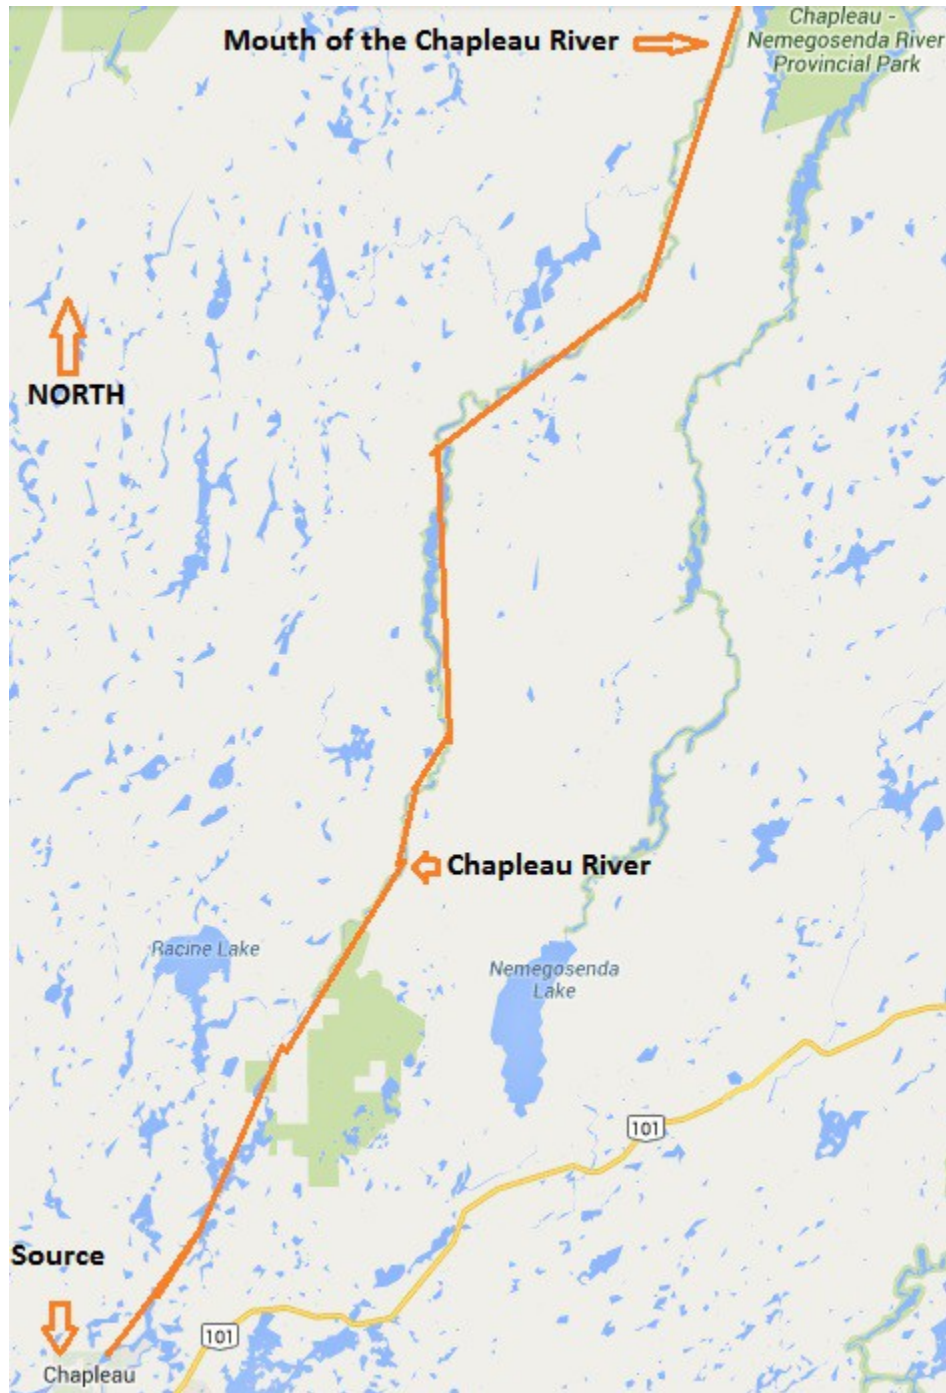 Chapleau -
Mouth of the Chapleau River
Nemegosenda River
Provincial Park
NORTH
Chapleau River
Racine Lake
Nemegosenda
Lake
101
Source
101
Chapleau